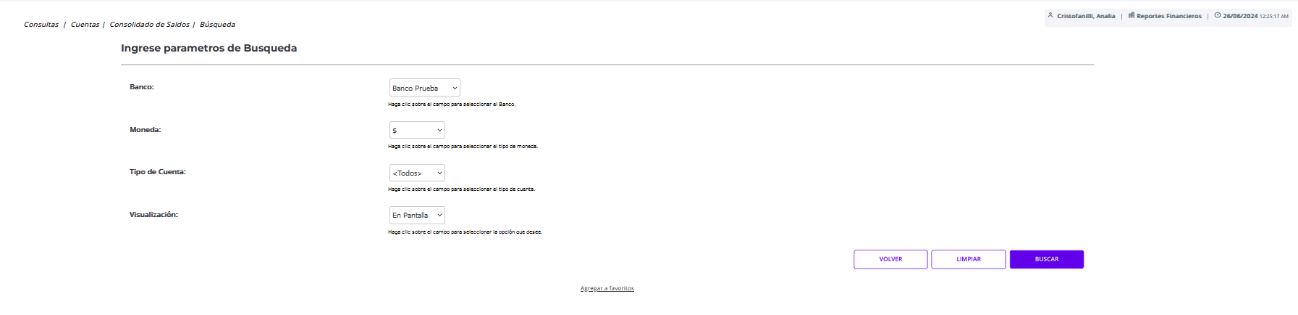 Cristofanilli, Analia | Reportes Financieros | 26/06/2024 12:25:17 AM
Consultas | Cuentas | Consolidado de Saldos | Búsqueda
Ingrese parametros de Busqueda
Banco:
Banco Prueba
Haga clic sobre el campo para seleccionar el Banco.
Moneda:
$
Haga clic sobre el campo para seleccionar el tipo de moneda.
Tipo de Cuenta:
<Todos>
Haga clic sobre el campo para seleccionar el tipo de cuenta.
Visualización:
En Pantalla
Haga clic sobre el campo para seleccionar la opción que desee.
VOLVER LIMPIAR BUSCAR
Agregar a favoritos